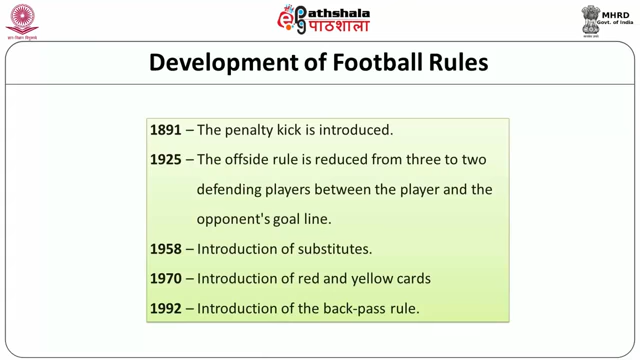 Pathshala
पाठशाला
MHRD
Govt. of India
Development of Football Rules
1891 – The penalty kick is introduced.
1925 – The offside rule is reduced from three to two
defending players between the player and the
opponent's goal line.
1958 – Introduction of substitutes.
1970 – Introduction of red and yellow cards
1992 – Introduction of the back-pass rule.